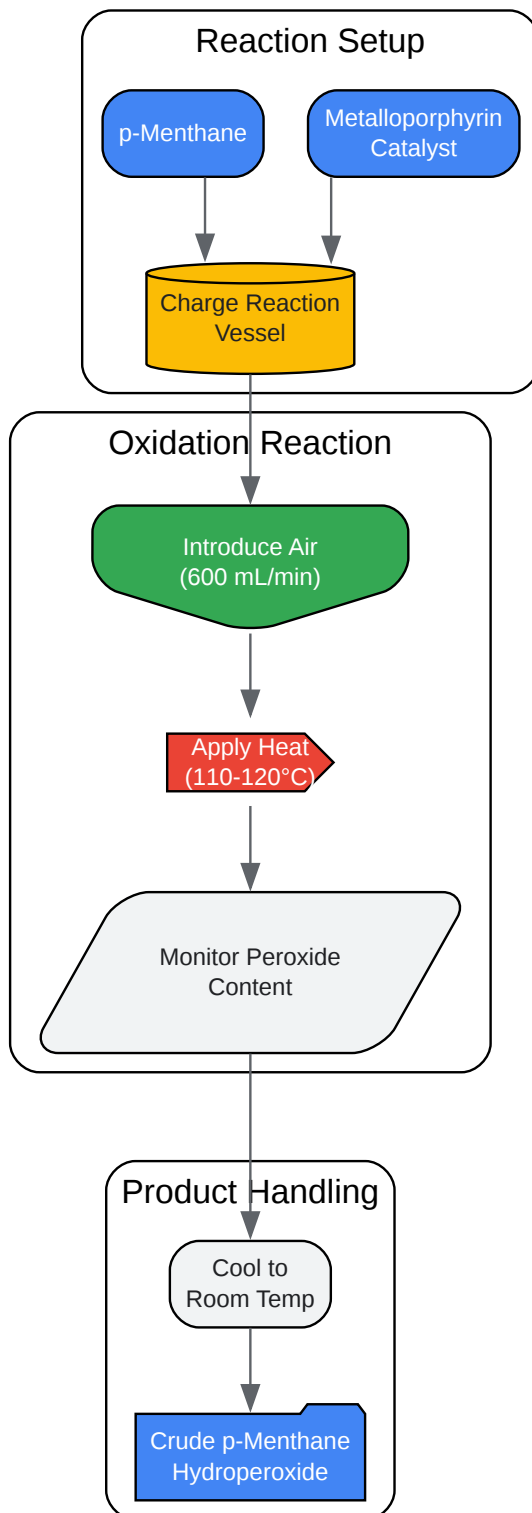 Reaction Setup
p-Menthane
Metalloporphyrin
Catalyst
Charge Reaction
Vessel
Oxidation Reaction
Introduce Air
(600 mL/min)
Apply Heat
(110-120°C)
Monitor Peroxide
Content
Product Handling
Cool to
Room Temp
Crude p-Menthane
Hydroperoxide